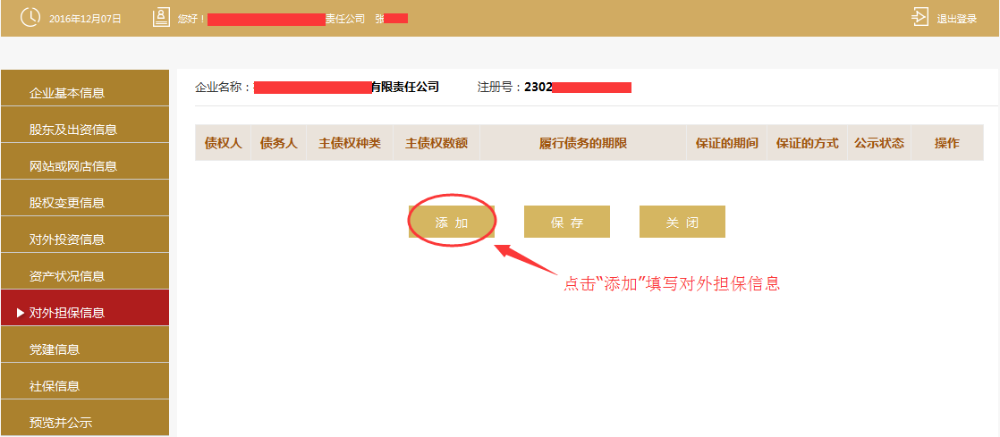 2016年12月07日
您好！ 责任公司 张
退出登录
企业基本信息
股东及出资信息
网站或网店信息
股权变更信息
对外投资信息
资产状况信息
对外担保信息
党建信息
社保信息
预览并公示
企业名称： 有限责任公司 注册号：2302
债权人 债务人 主债权种类 主债权数额 履行债务的期限 保证的期间 保证的方式 公示状态 操作
添 加 保 存 关 闭
点击“添加”填写对外担保信息